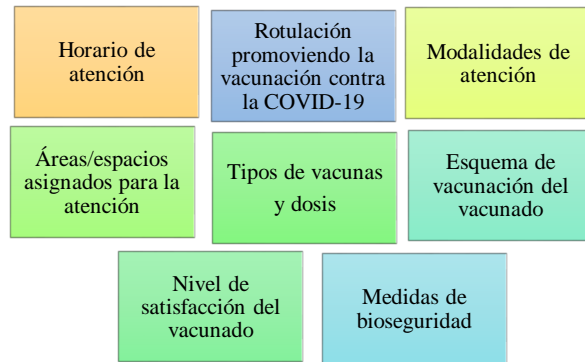 Horario de
atención
Rotulación
promoviendo la
vacunación contra
la COVID-19
Modalidades de
atención
Áreas/espacios
asignados para la
atención
Tipos de vacunas
y dosis
Esquema de
vacunación del
vacunado
Nivel de
satisfacción del
vacunado
Medidas de
bioseguridad